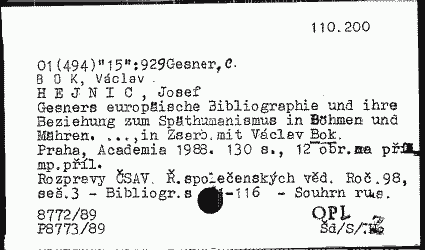 110.200
01(494)"15":929Gesner,C.
B O K, Václav
H E J N I C , Josef
Gesners europäische Bibliographie und ihre
Beziehung zum Späthumanismus in Böhmen und
Mähren. ...,in Zsarb.mit Václav Bok.
Praha, Academia 1988. 130 s., 12 obr.na
mp.příl.
Rozpravy ČSAV. Ř.společenských věd. Roč.98,
seš.3 - Bibliogr.s -116 - Souhrn rus.
8772/89 OPL
P8773/89 Šd/S/